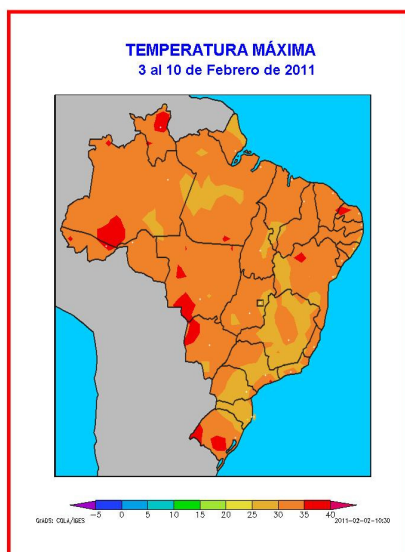 TEMPERATURA MÁXIMA
3 al 10 de Febrero de 2011
-5 0 5 10 15 20 25 30 35 40
GrADS: COLA/IGES 2011-02-02-10:30